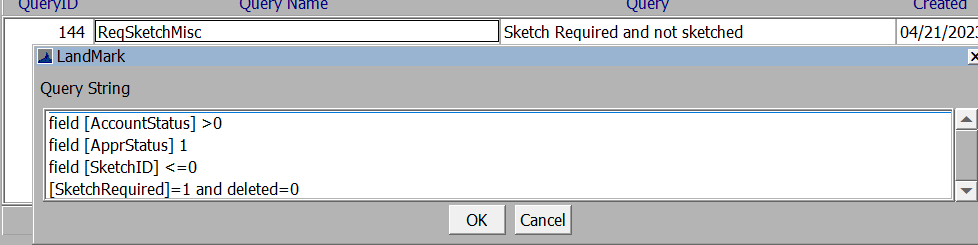 QueryID Query Name Query Created
144 ReqSketchMisc Sketch Required and not sketched 04/21/2023
LandMark
Query String
field [AccountStatus] >0
field [ApprStatus] 1
field [SketchID] <=0
[SketchRequired]=1 and deleted=0
OK Cancel